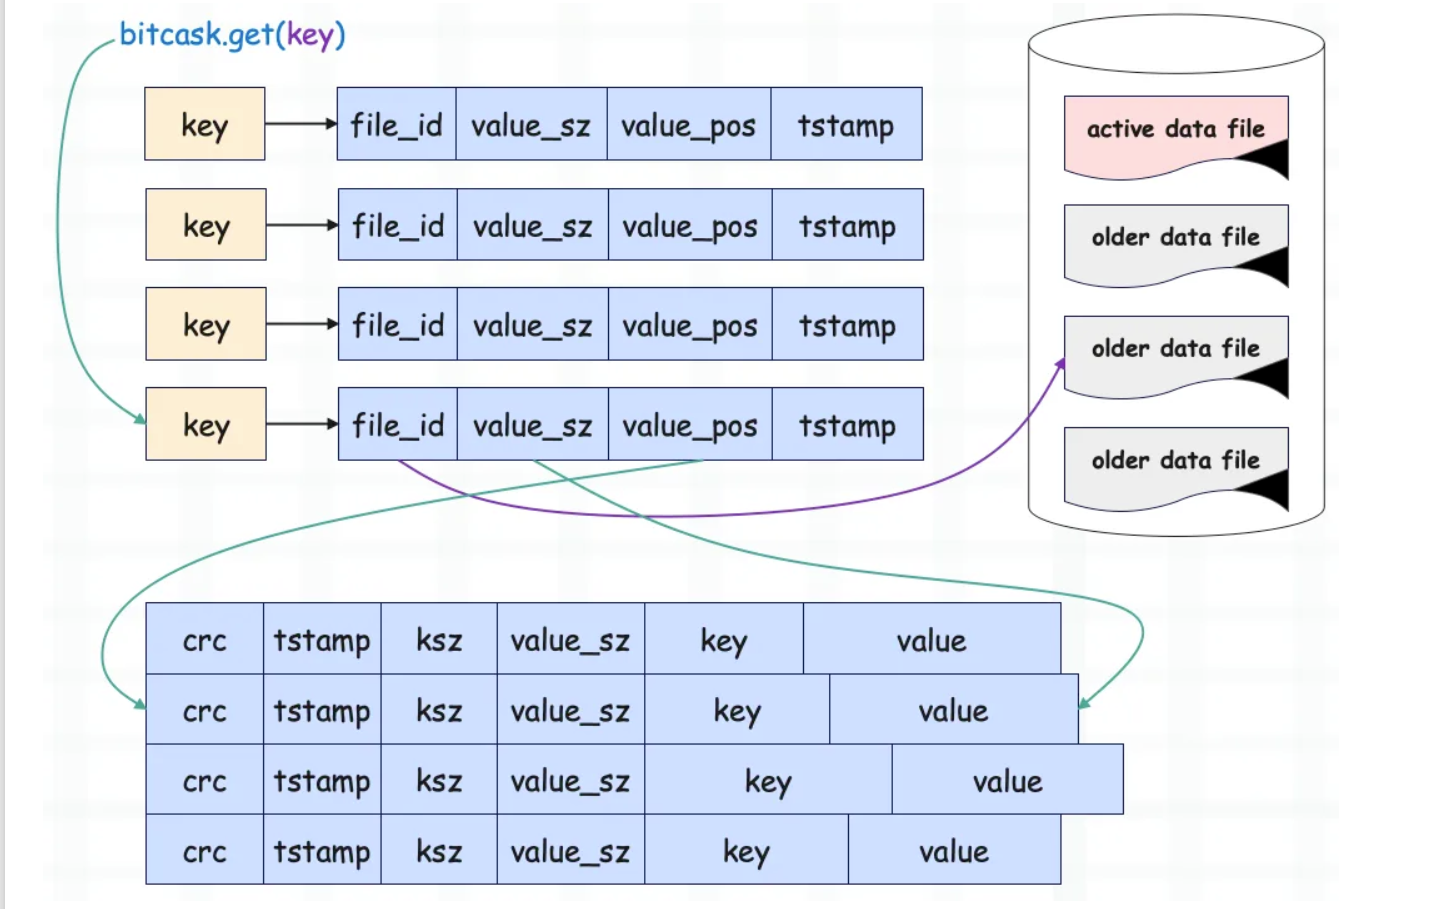 bitcask.get(key)
key file_id value_sz value_pos tstamp
key file_id value_sz value_pos tstamp
key file_id value_sz value_pos tstamp
key file_id value_sz value_pos tstamp
active data file
older data file
older data file
older data file
crc tstamp ksz value_sz key value
crc tstamp ksz value_sz key value
crc tstamp ksz value_sz key value
crc tstamp ksz value_sz key value